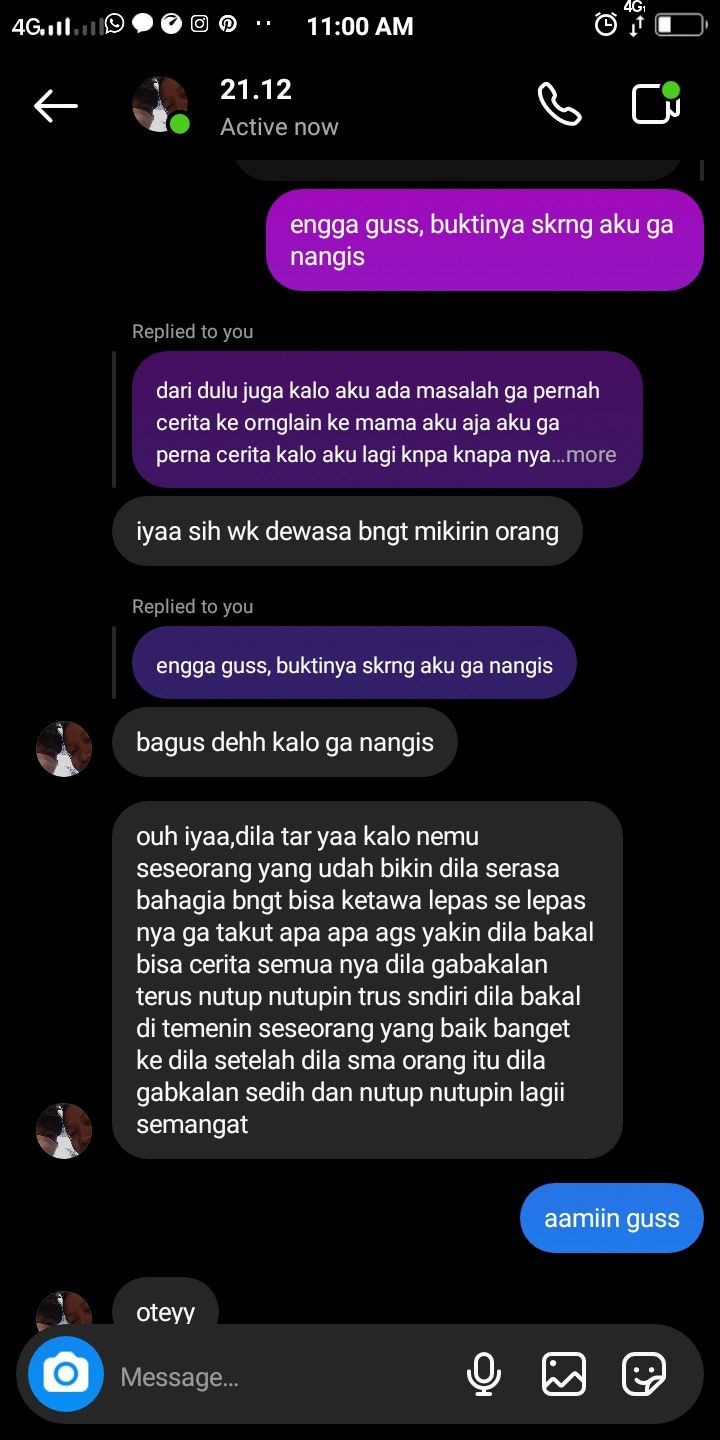 4G
11:00 AM
4G
21.12
Active now
engga guss, buktinya skrng aku ga
nangis
Replied to you
dari dulu juga kalo aku ada masalah ga pernah
cerita ke ornglain ke mama aku aja aku ga
perna cerita kalo aku lagi knpa knapa nya...more
iyaa sih wk dewasa bngt mikirin orang
Replied to you
engga guss, buktinya skrng aku ga nangis
bagus dehh kalo ga nangis
ouh iyaa,dila tar yaa kalo nemu
seseorang yang udah bikin dila serasa
bahagia bngt bisa ketawa lepas se lepas
nya ga takut apa apa ags yakin dila bakal
bisa cerita semua nya dila gabakalan
terus nutup nutupin trus sndiri dila bakal
di temenin seseorang yang baik banget
ke dila setelah dila sma orang itu dila
gabkalan sedih dan nutup nutupin lagii
semangat
aamiin guss
oteyy
Message...